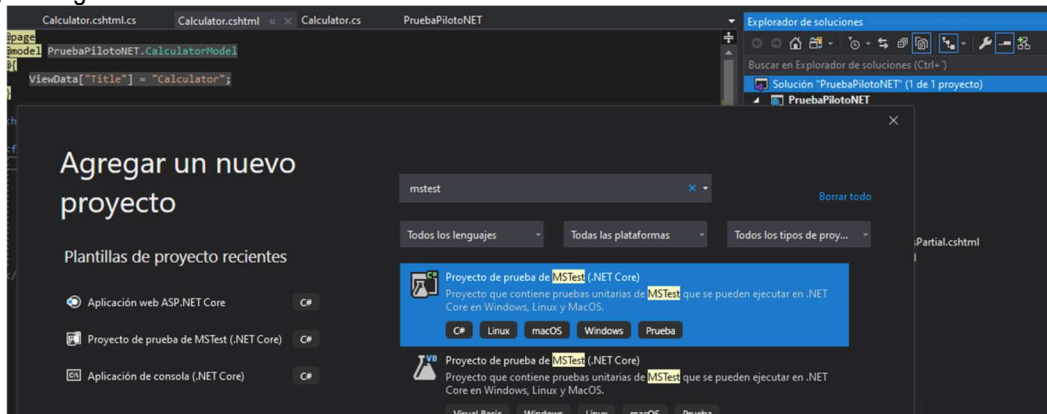 Calculator.cshtml.cs Calculator.cshtml Calculator.cs PruebaPilotoNET
@page
@model PruebaPilotoNET.CalculatorModel
@{
ViewData["Title"] = "Calculator";
}
Explorador de soluciones
Buscar en Explorador de soluciones (Ctrl+´)
Solución "PruebaPilotoNET" (1 de 1 proyecto)
PruebaPilotoNET
sPartial.cshtml
Agregar un nuevo
proyecto
Plantillas de proyecto recientes
Aplicación web ASP.NET Core C#
Proyecto de prueba de MSTest (.NET Core) C#
Aplicación de consola (.NET Core) C#
mstest
Borrar todo
Todos los lenguajes Todas las plataformas Todos los tipos de proy...
Proyecto de prueba de MSTest (.NET Core)
Proyecto que contiene pruebas unitarias de MSTest que se pueden ejecutar en .NET
Core en Windows, Linux y MacOS.
C# Linux macOS Windows Prueba
Proyecto de prueba de MSTest (.NET Core)
Proyecto que contiene pruebas unitarias de MSTest que se pueden ejecutar en .NET
Core en Windows, Linux y MacOS.
Visual Basic Windows Linux macOS Prueba